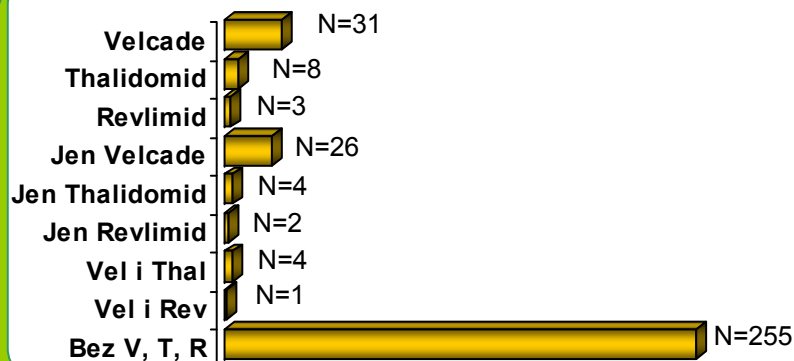 Velcade N=31
Thalidomid N=8
Revlimid N=3
Jen Velcade N=26
Jen Thalidomid N=4
Jen Revlimid N=2
Vel i Thal N=4
Vel i Rev N=1
Bez V, T, R N=255